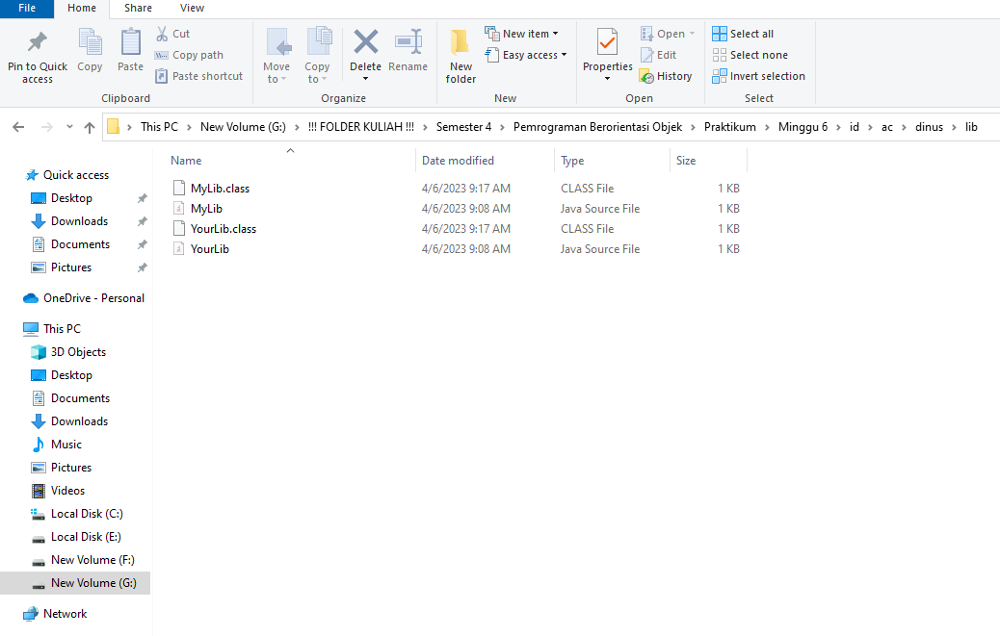 File Home Share View
Pin to Quick access
Copy
Paste
Cut
Copy path
Paste shortcut
Clipboard
Move to
Copy to
Delete
Rename
Organize
New folder
New item
Easy access
New
Properties
Open
Edit
History
Open
Select all
Select none
Invert selection
Select
This PC > New Volume (G:) > !!! FOLDER KULIAH !!! > Semester 4 > Pemrograman Berorientasi Objek > Praktikum > Minggu 6 > id > ac > dinus > lib
Quick access
Desktop
Downloads
Documents
Pictures
OneDrive - Personal
This PC
3D Objects
Desktop
Documents
Downloads
Music
Pictures
Videos
Local Disk (C:)
Local Disk (E:)
New Volume (F:)
New Volume (G:)
Network
Name Date modified Type Size
MyLib.class 4/6/2023 9:17 AM CLASS File 1 KB
MyLib 4/6/2023 9:08 AM Java Source File 1 KB
YourLib.class 4/6/2023 9:17 AM CLASS File 1 KB
YourLib 4/6/2023 9:08 AM Java Source File 1 KB